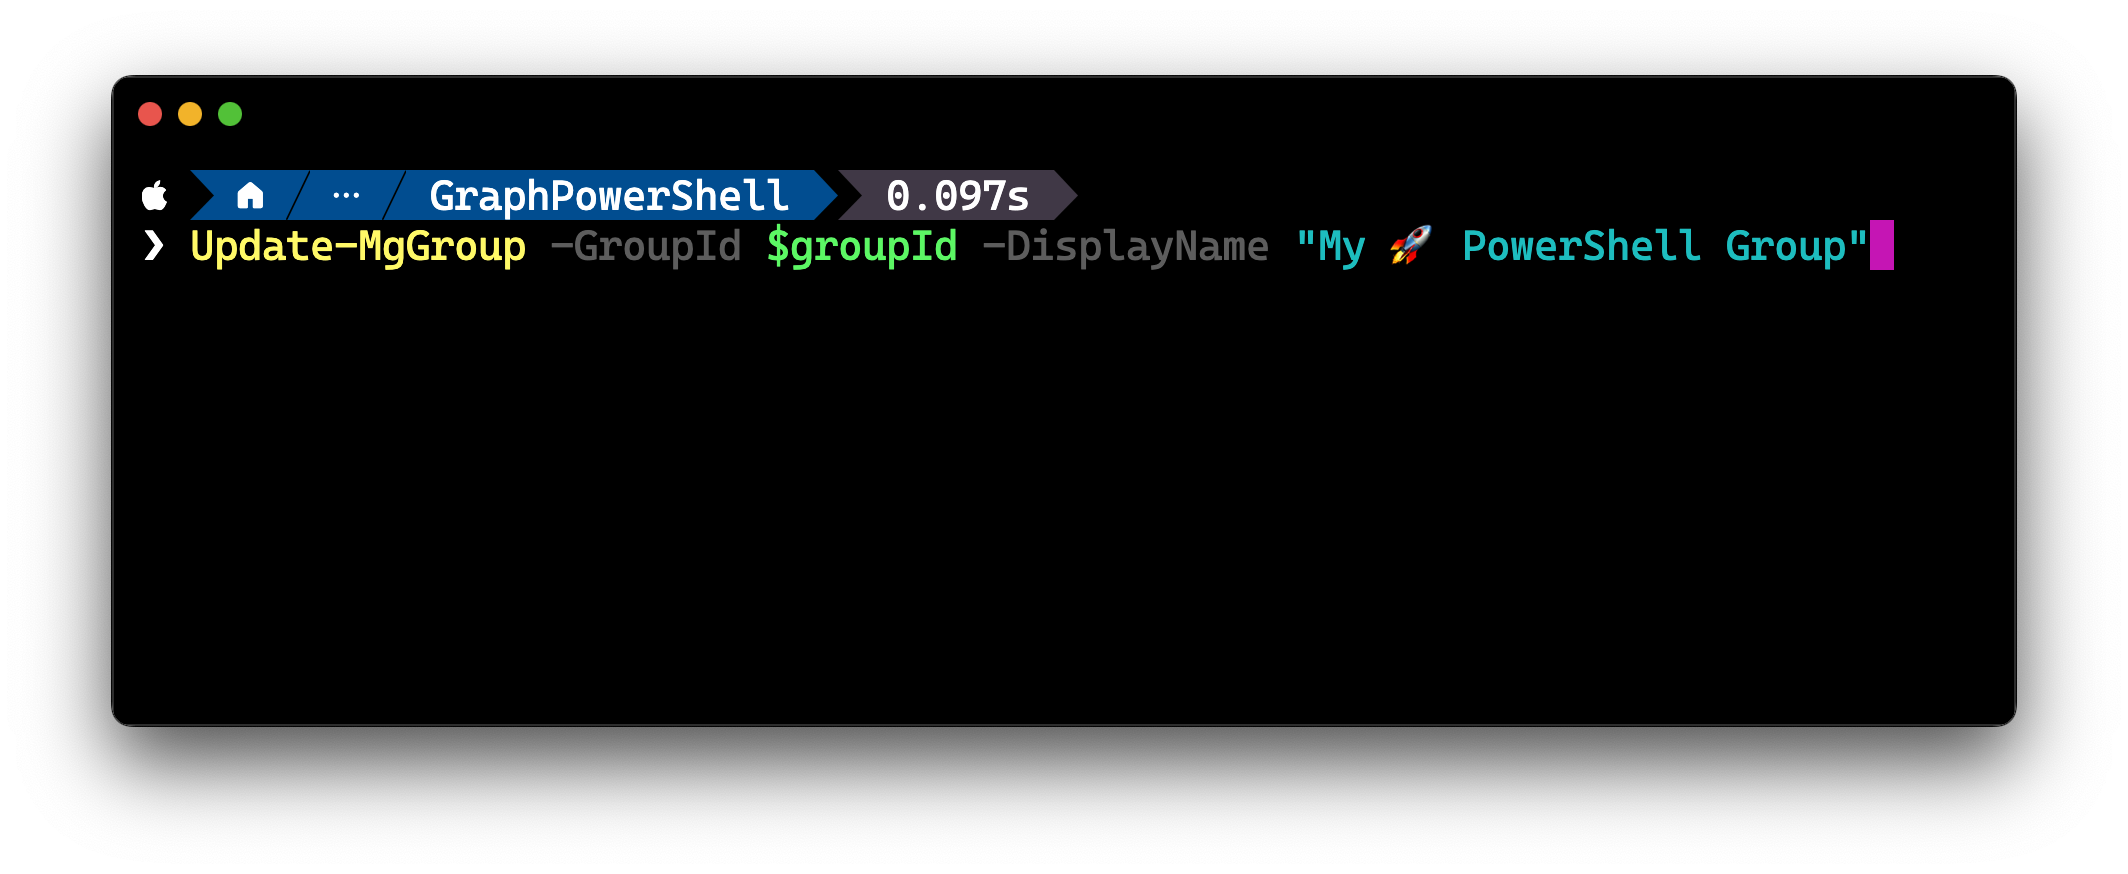 ··· GraphPowerShell 0.097s
❯ Update-MgGroup -GroupId $groupId -DisplayName "My 🚀 PowerShell Group"